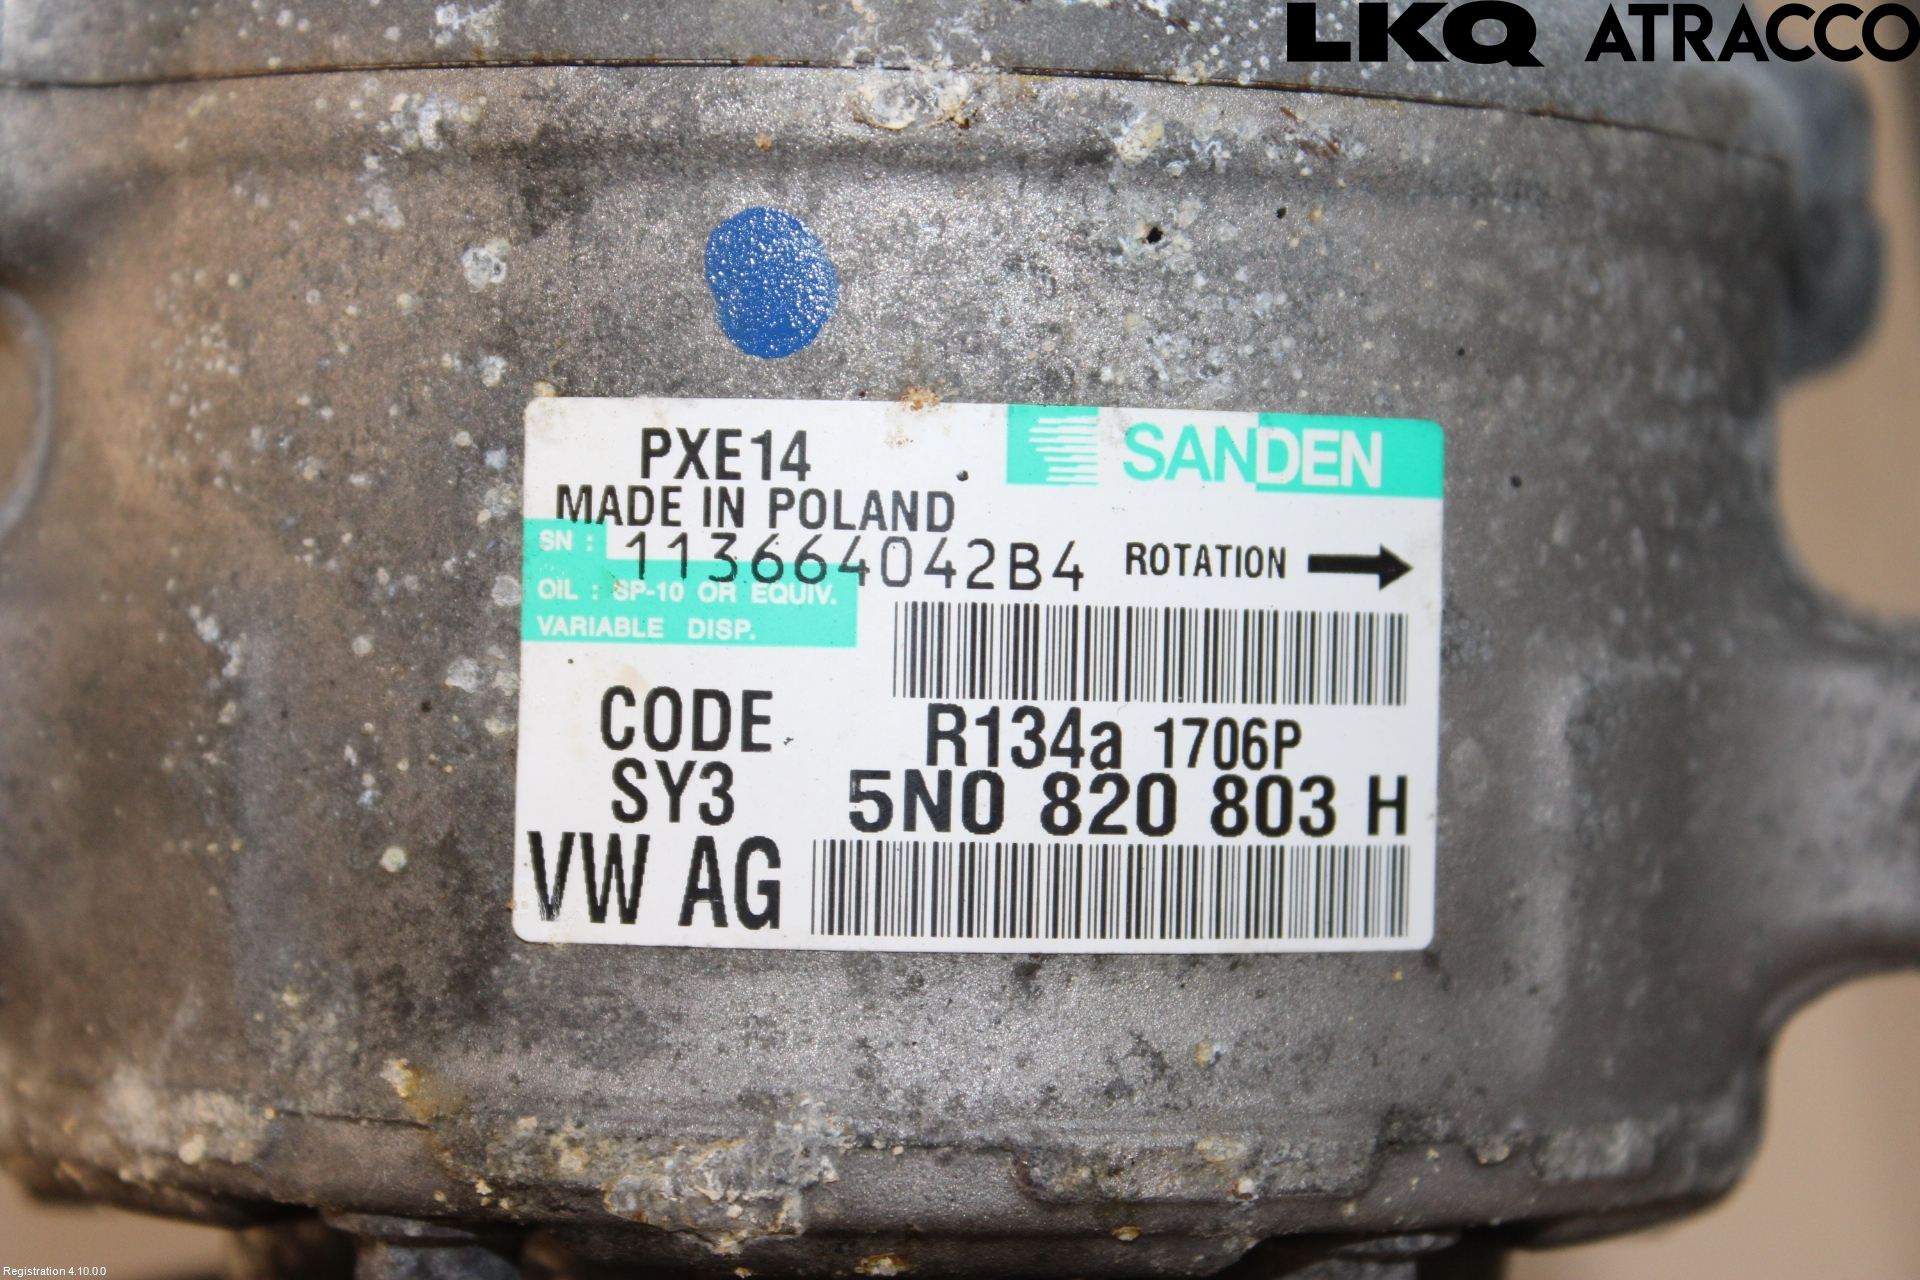 LKQ ATRACCO
PXE14
SANDEN
MADE IN POLAND
SN : 113664042B4
ROTATION
OIL : SP-10 OR EQUIV.
VARIABLE DISP.
CODE
R134a 1706P
SY3
5N0 820 803 H
VW AG
Registration 4.10.0.0